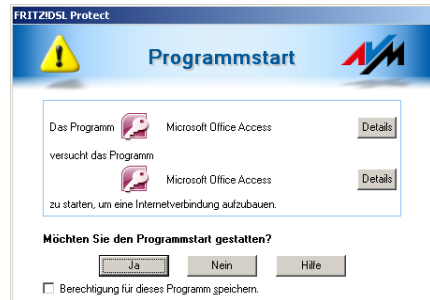 FRITZ!DSL Protect
Programmstart
AVM
Das Programm Microsoft Office Access Details
versucht das Programm
Microsoft Office Access Details
zu starten, um eine Internetverbindung aufzubauen.
Möchten Sie den Programmstart gestatten?
Ja Nein Hilfe
Berechtigung für dieses Programm speichern.